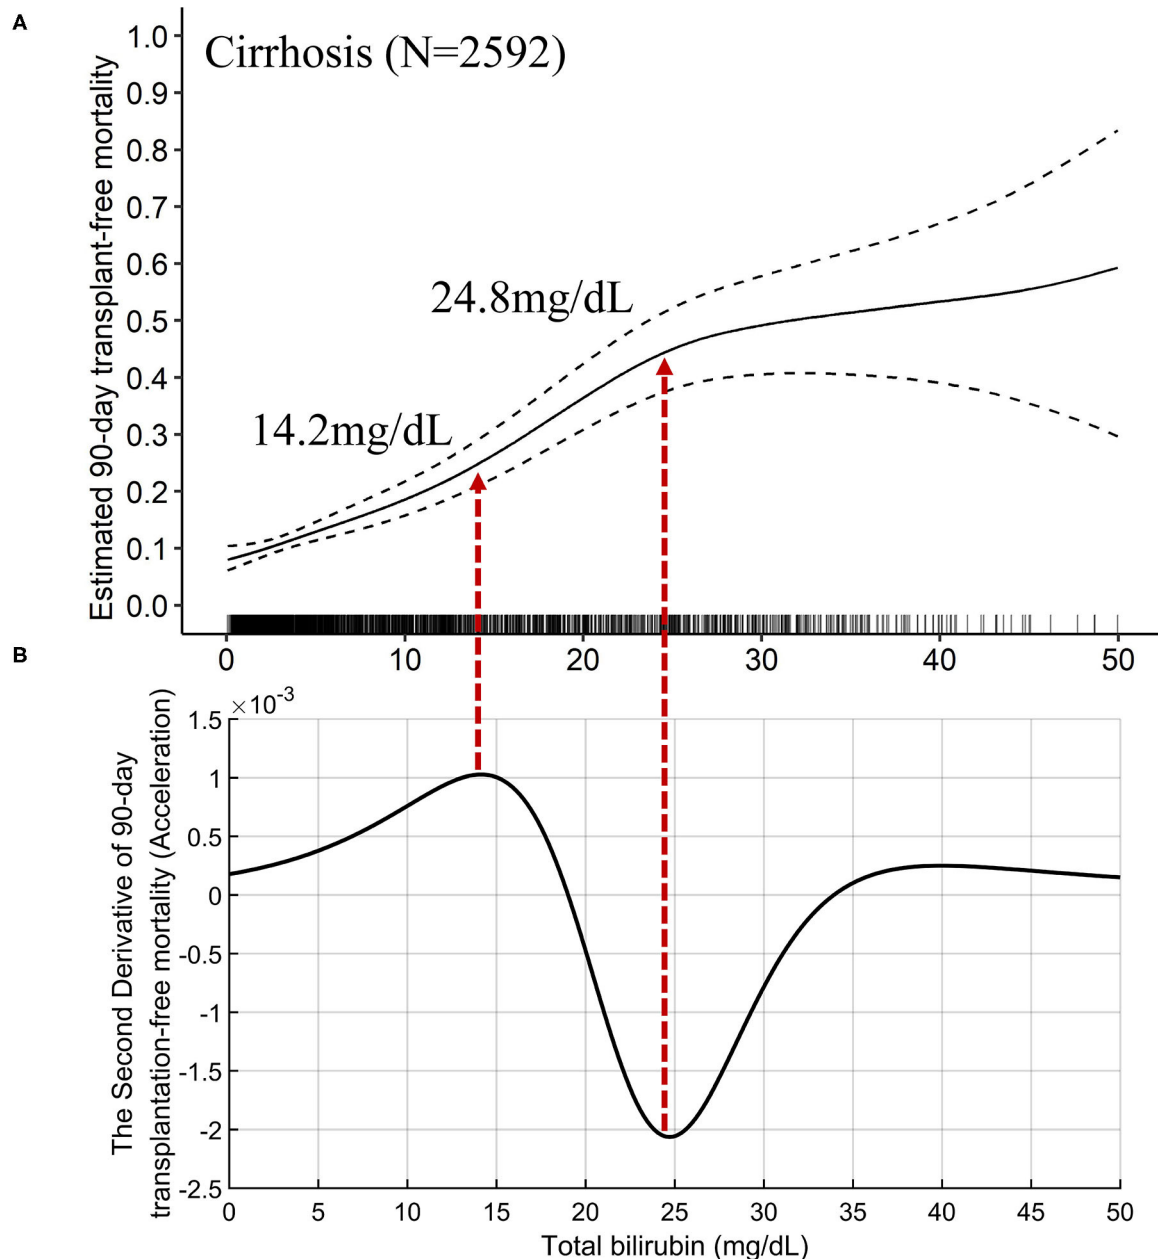 A
Estimated 90-day transplant-free mortality
1.0
0.9
0.8
0.7
0.6
0.5
0.4
0.3
0.2
0.1
0.0
Cirrhosis (N=2592)
24.8mg/dL
14.2mg/dL
0 10 20 30 40 50
B
The Second Derivative of 90-day
transplantation-free mortality (Acceleration)
×10-3
1.5
1
0.5
0
-0.5
-1
-1.5
-2
-2.5
0 5 10 15 20 25 30 35 40 45 50
Total bilirubin (mg/dL)